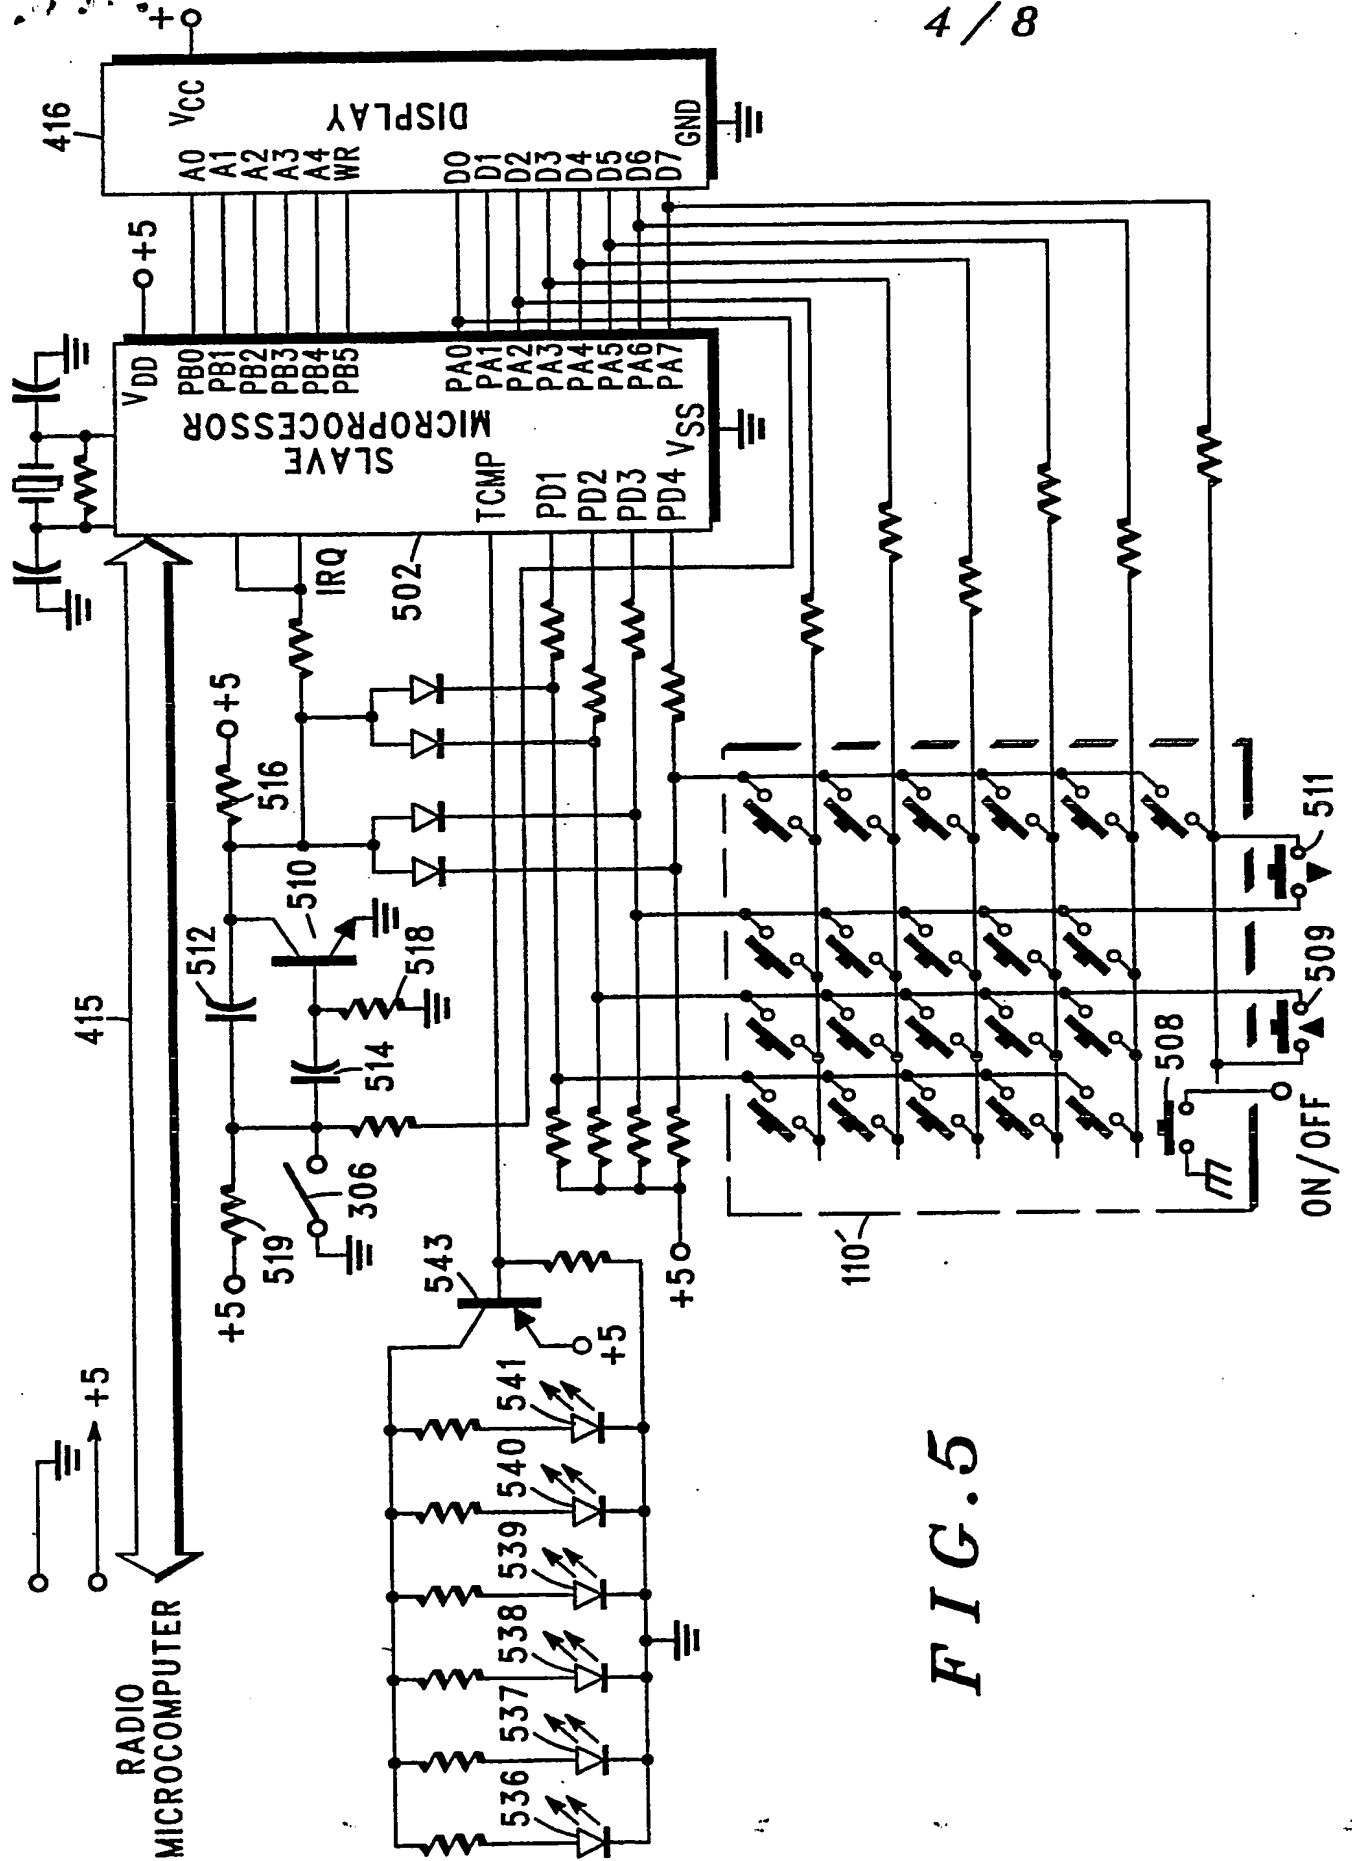 4/8
+
416
VCC
A0
A1
A2
A3
A4
WR
DISPLAY
D0
D1
D2
D3
D4
D5
D6
D7
GND
+5
VDD
PB0
PB1
PB2
PB3
PB4
PB5
SLAVE
MICROPROCESSOR
PA0
PA1
PA2
PA3
PA4
PA5
PA6
PA7
VSS
TCMP
PD1
PD2
PD3
PD4
IRQ
502
415
+5
516
510
512
518
514
306
519
+5
543
+5
+5
541
540
539
538
537
536
+5
RADIO
MICROCOMPUTER
110
508
509
511
ON/OFF
FIG.5